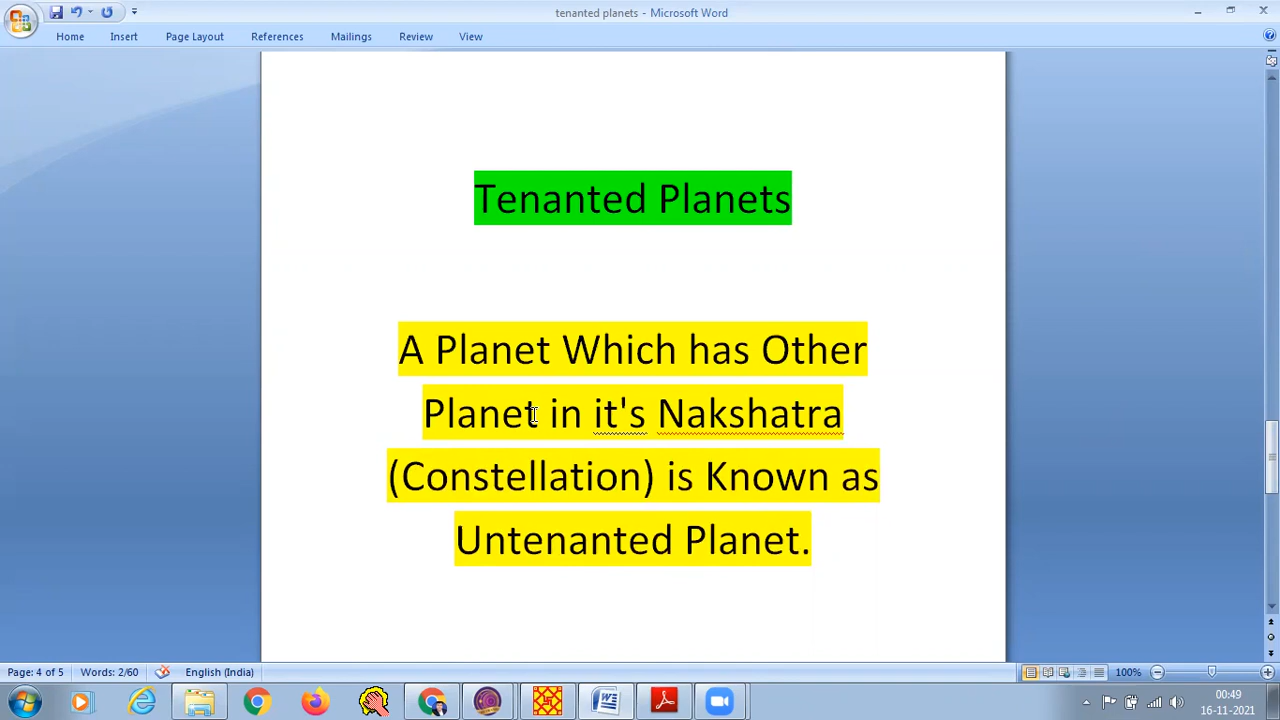 tenanted planets - Microsoft Word
Home Insert Page Layout References Mailings Review View
Tenanted Planets
A Planet Which has Other
Planet in it's Nakshatra
(Constellation) is Known as
Untenanted Planet.
Page: 4 of 5 Words: 2/60 English (India) 100%
00:49
16-11-2021